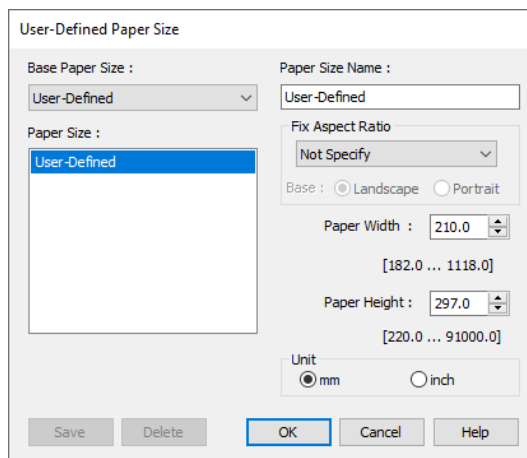 User-Defined Paper Size
Base Paper Size :
User-Defined
Paper Size :
User-Defined
Paper Size Name :
User-Defined
Fix Aspect Ratio
Not Specify
Base : Landscape Portrait
Paper Width : 210.0
[182.0 ... 1118.0]
Paper Height : 297.0
[220.0 ... 91000.0]
Unit
mm inch
Save Delete OK Cancel Help